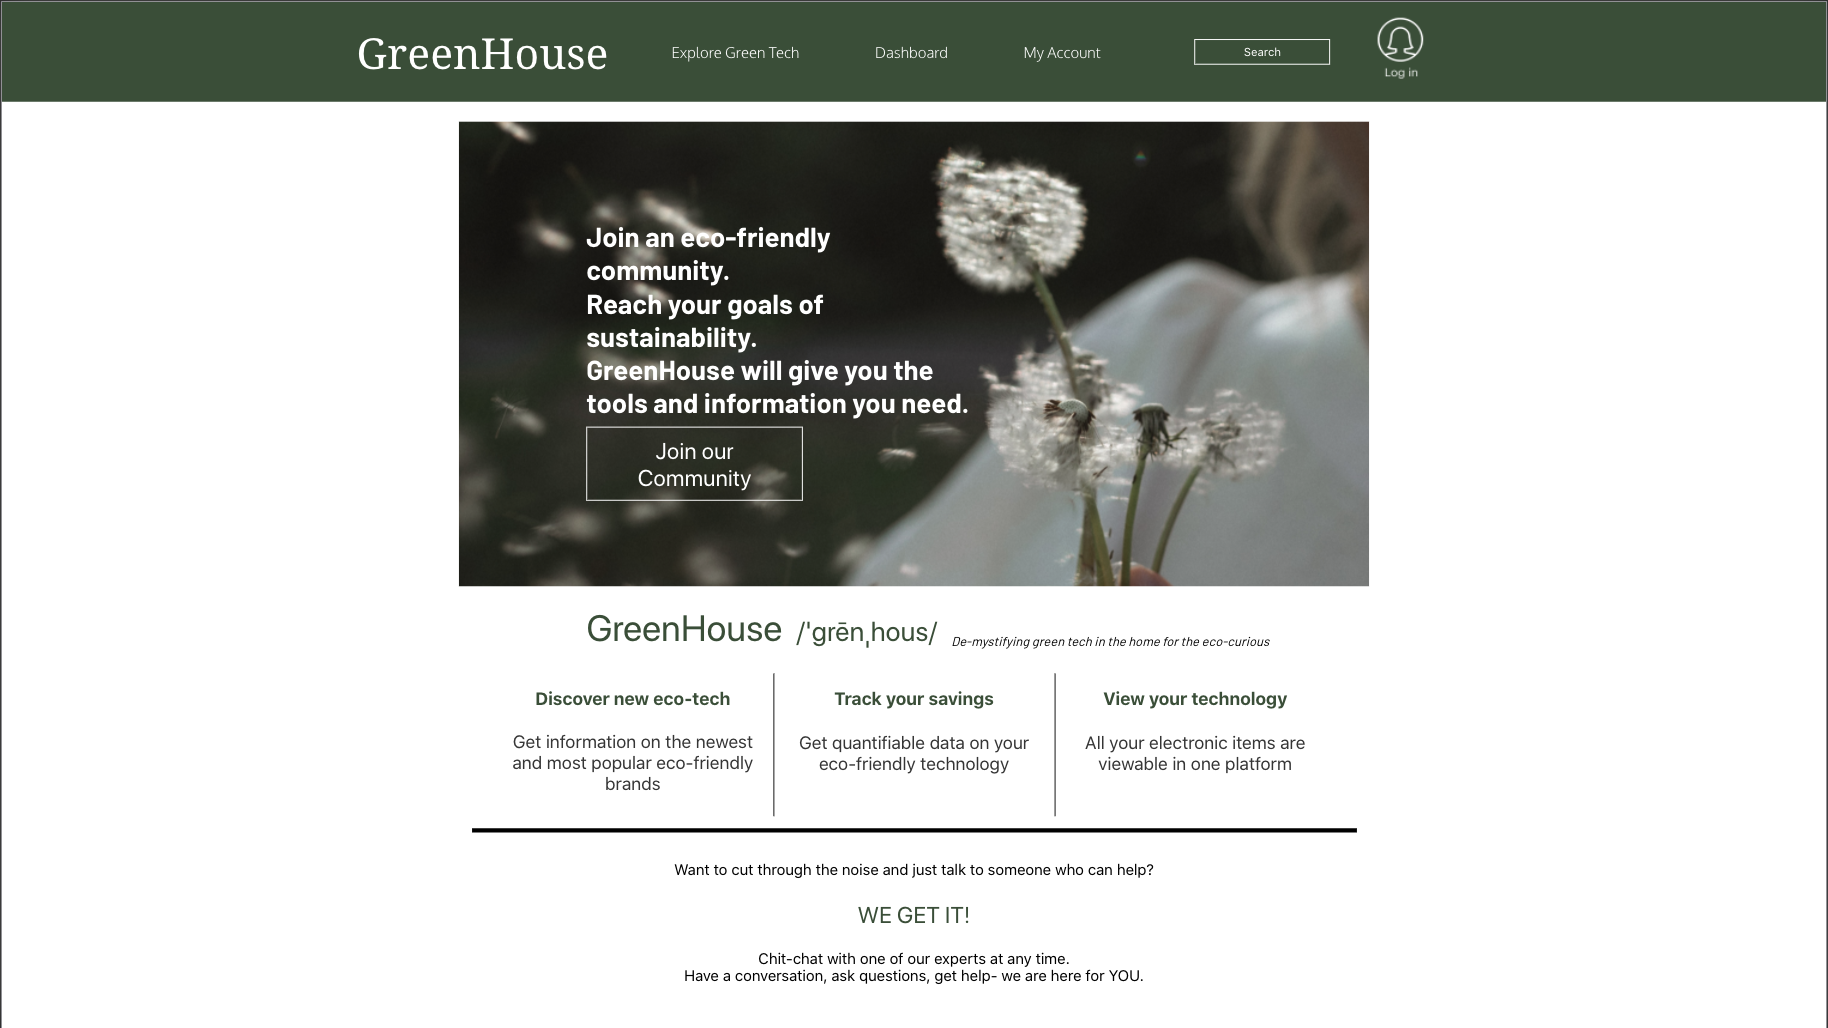 GreenHouse
Explore Green Tech
Dashboard
My Account
Search
Log in
Join an eco-friendly
community.
Reach your goals of
sustainability.
GreenHouse will give you the
tools and information you need.
Join our
Community
GreenHouse /ˈgrēnˌhous/ De-mystifying green tech in the home for the eco-curious
Discover new eco-tech
Get information on the newest
and most popular eco-friendly
brands
Track your savings
Get quantifiable data on your
eco-friendly technology
View your technology
All your electronic items are
viewable in one platform
Want to cut through the noise and just talk to someone who can help?
WE GET IT!
Chit-chat with one of our experts at any time.
Have a conversation, ask questions, get help- we are here for YOU.